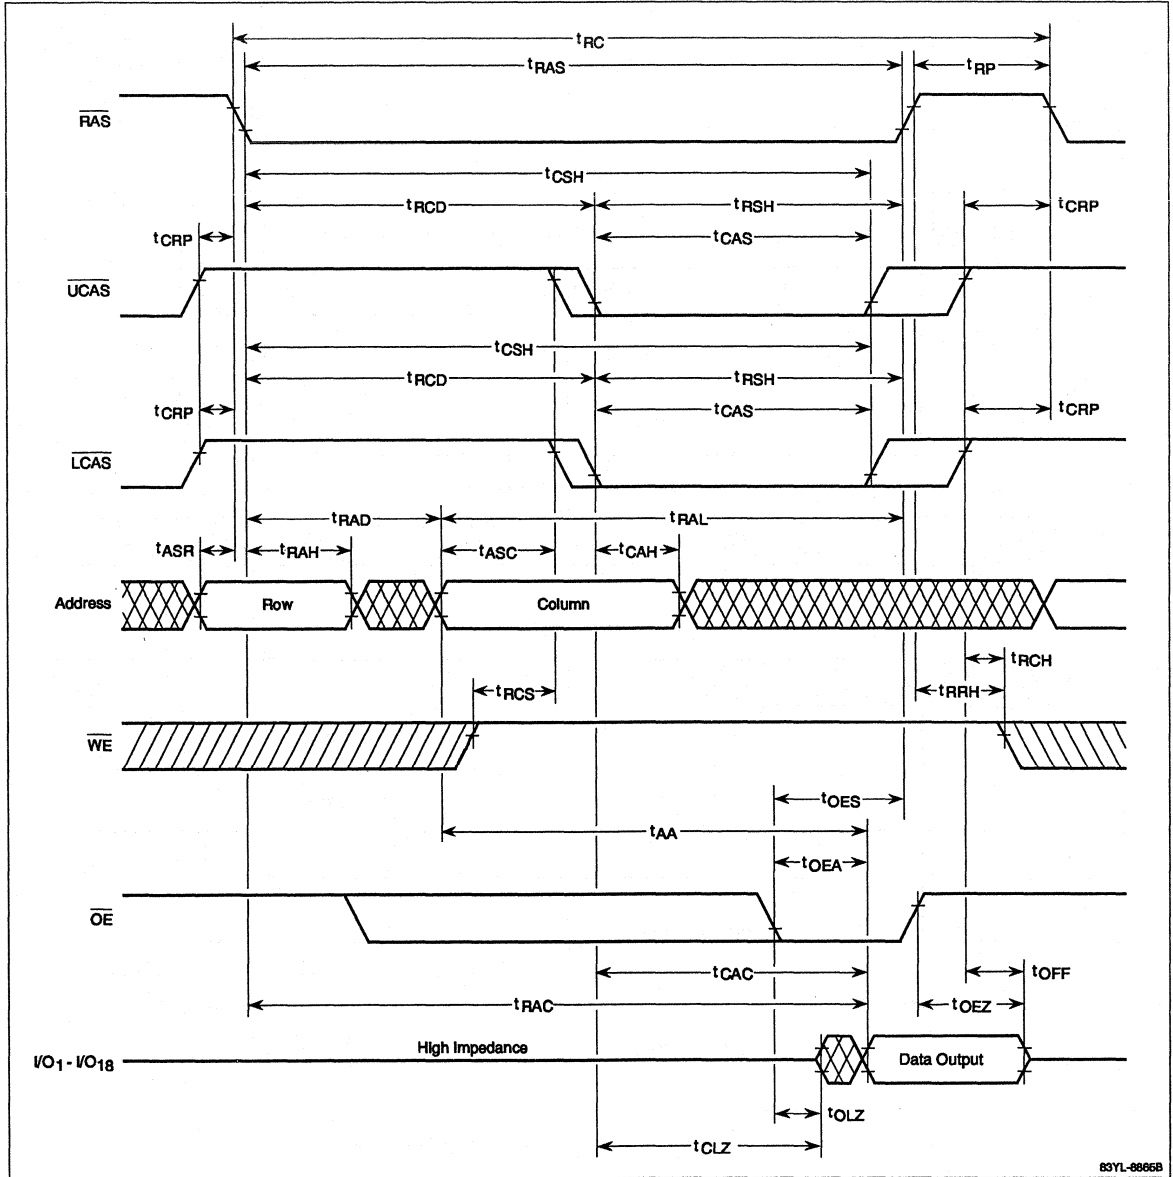 tRC
tRAS
tRP
RAS
tCSH
tRCD
tRSH
tCRP
tCRP
tCAS
UCAS
tCSH
tRCD
tRSH
tCRP
tCAS
tCRP
LCAS
tRAD
tRAL
tASR
tRAH
tASC
tCAH
Address
Row
Column
tRCH
tRCS
tRRH
WE
tOES
tAA
tOEA
OE
tCAC
tOFF
tRAC
tOEZ
High Impedance
I/O1 - I/O18
Data Output
tOLZ
tCLZ
83YL-8865B